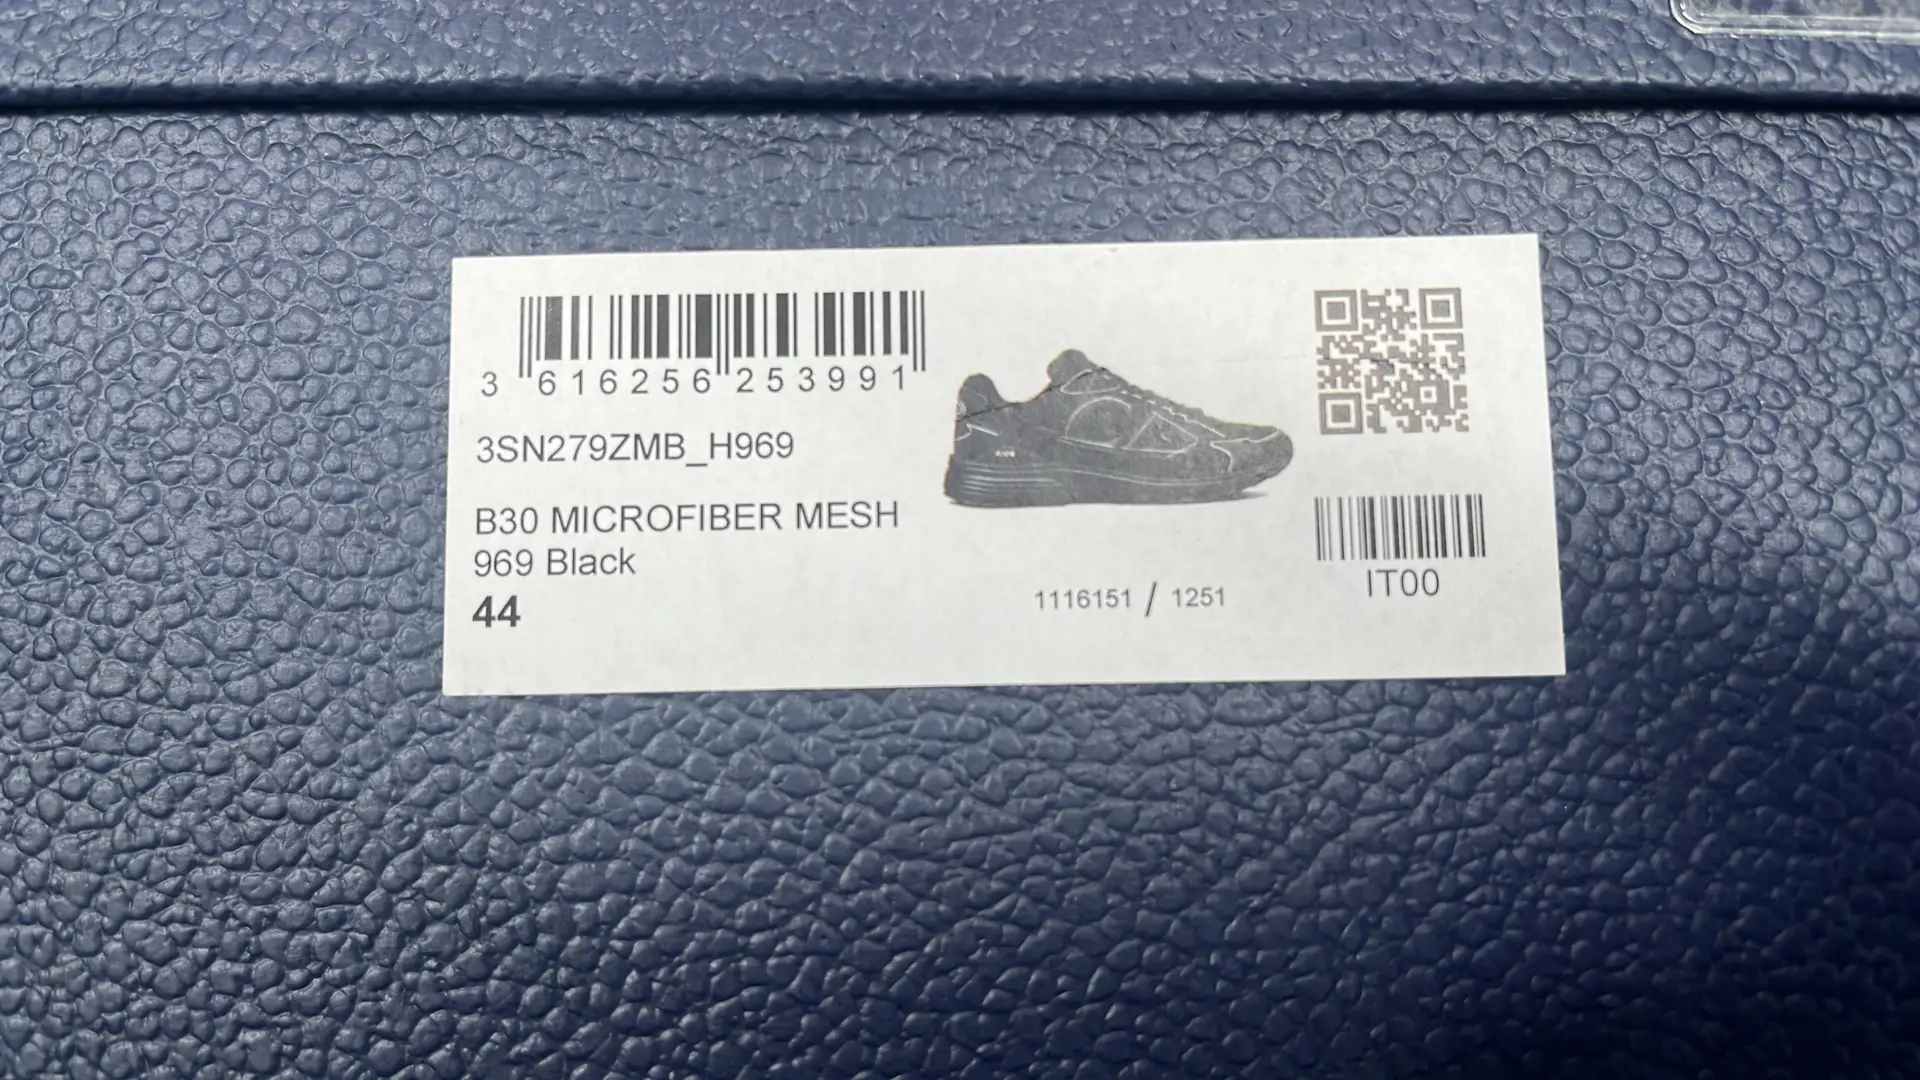 3 616256 253991
3SN279ZMB_H969
B30 MICROFIBER MESH
969 Black
44
1116151 / 1251
IT00